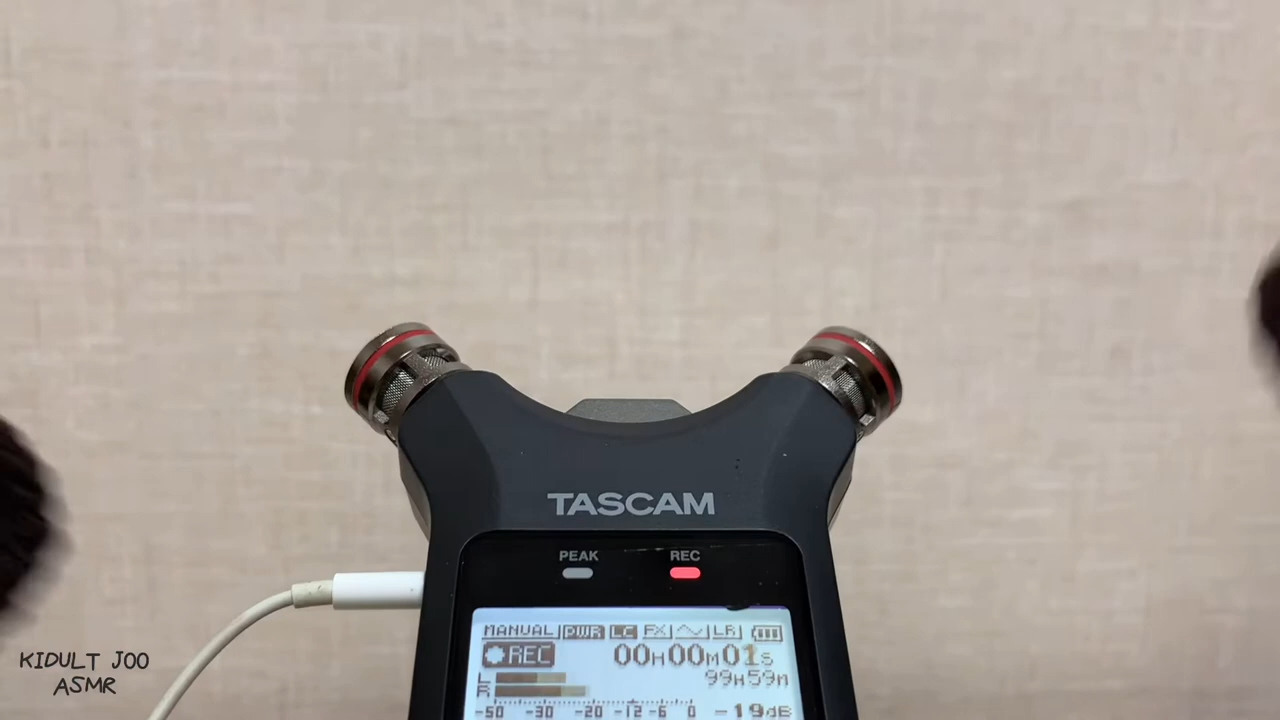 TASCAM
PEAK REC
MANUAL PWR LC FX LR
REC 00H00M01S
L 99H59M
R
-50 -30 -20 -12 -6 0 -19dB
KIDULT JOO
ASMR